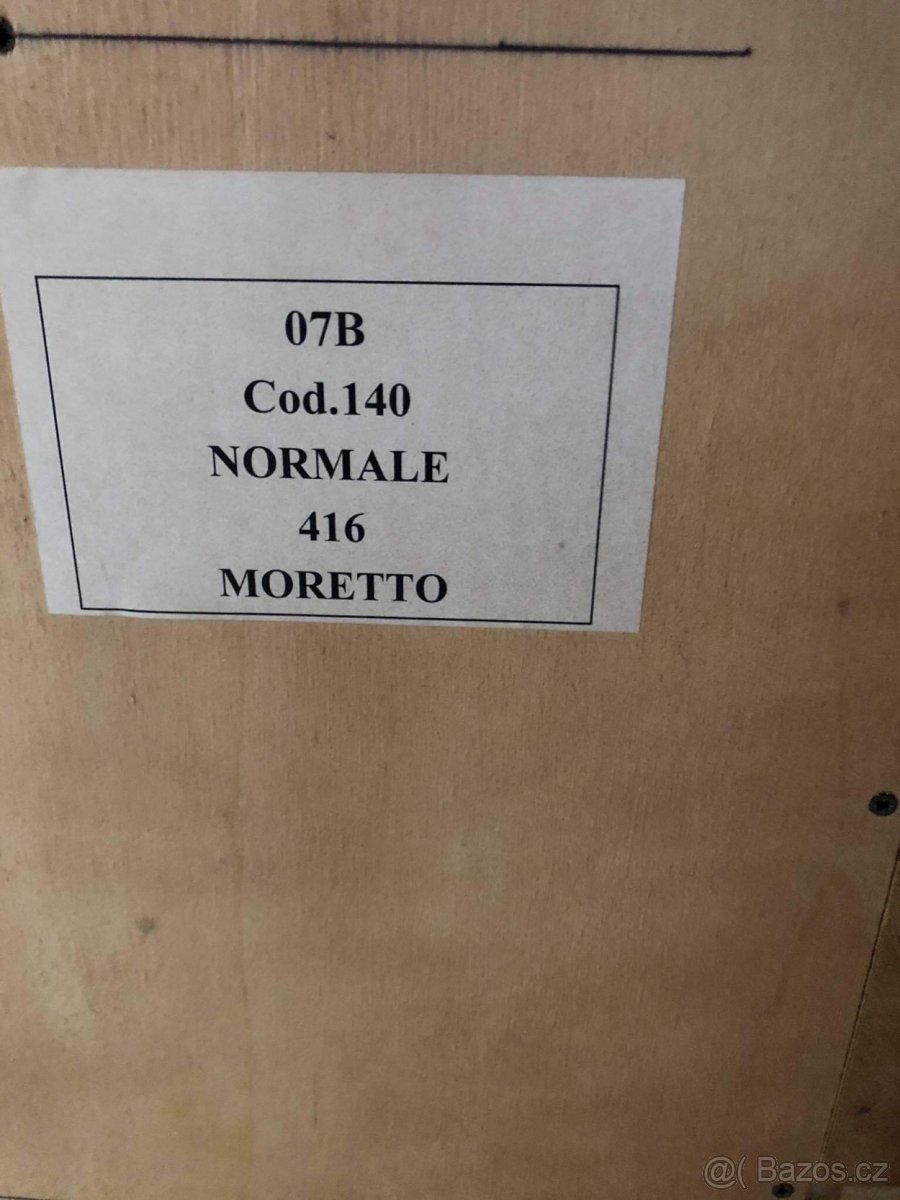 07B
Cod.140
NORMALE
416
MORETTO
@( Bazos.cz